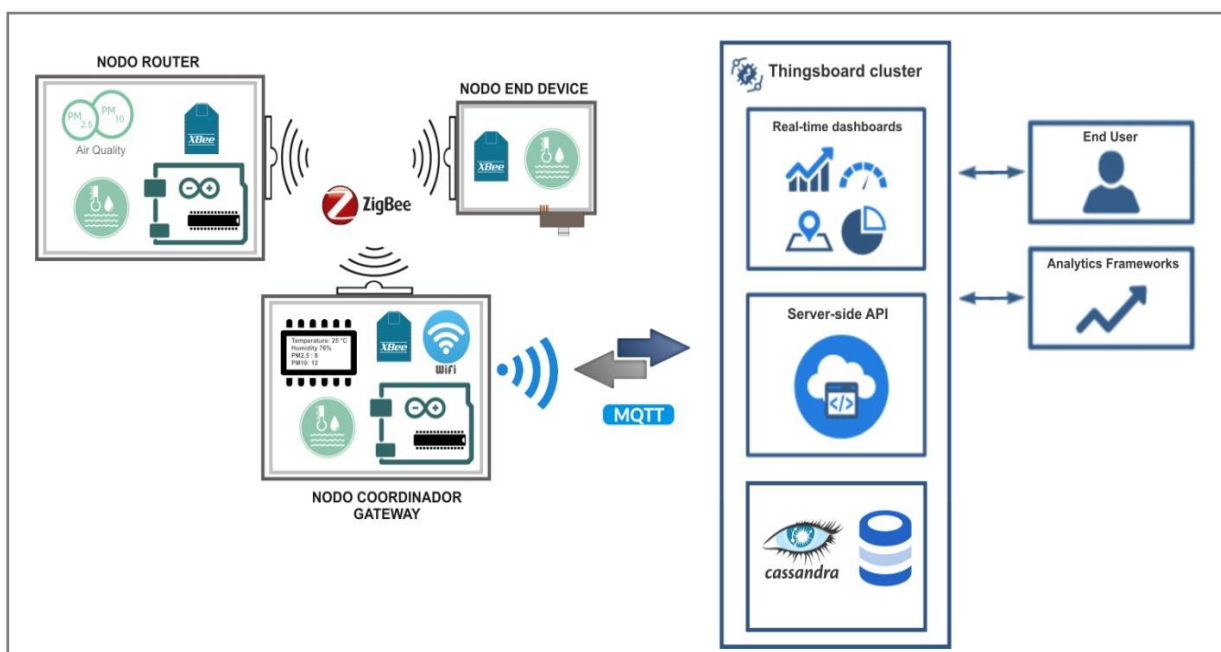 NODO ROUTER
PM
2.5
PM
10
Air Quality
XBee
NODO END DEVICE
XBee
ZigBee
Temperature: 25 °C
Humidity 76%
PM2.5 : 8
PM10: 12
XBee
WiFi
NODO COORDINADOR
GATEWAY
MQTT
Thingsboard cluster
Real-time dashboards
Server-side API
</>
cassandra
End User
Analytics Frameworks